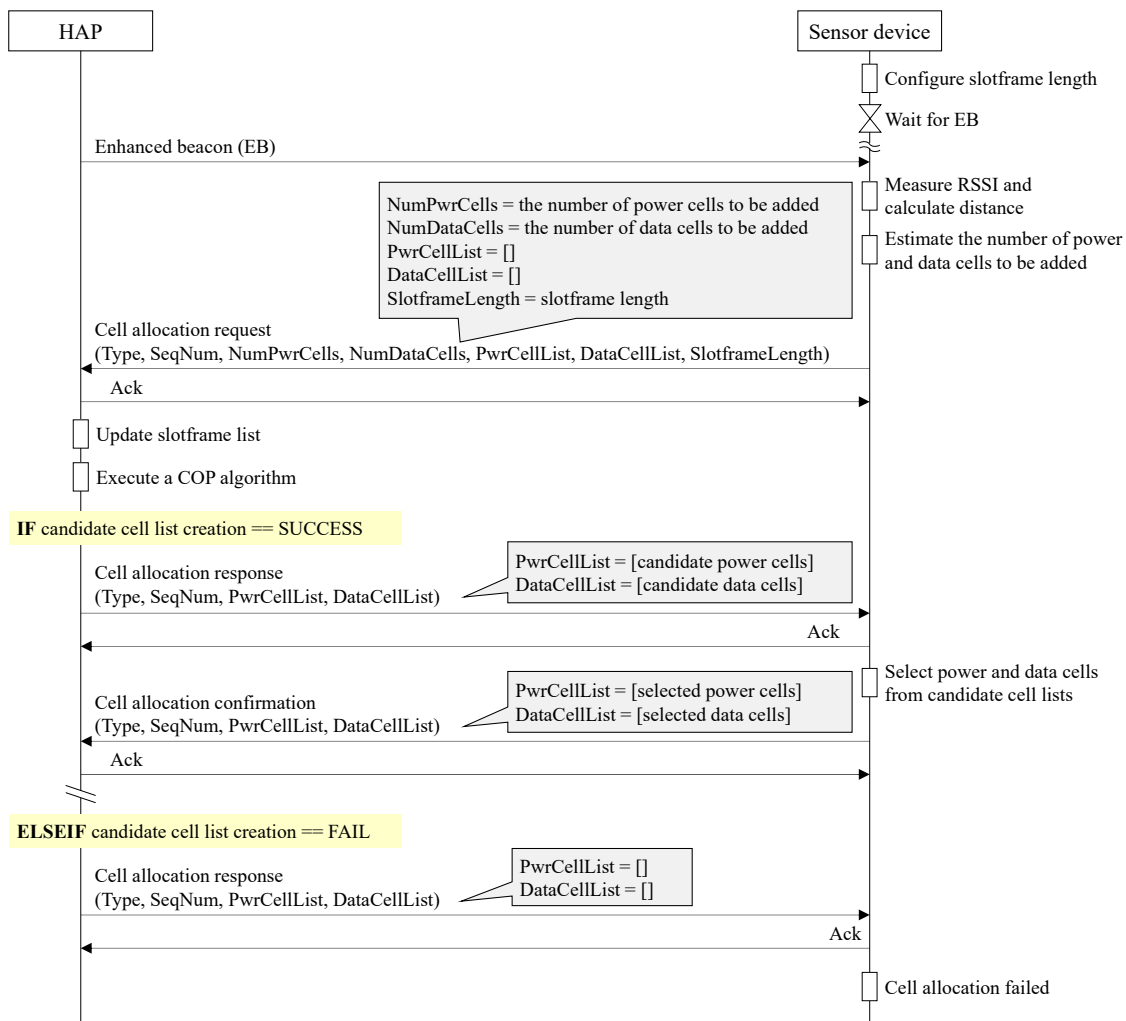 HAP
Sensor device
Configure slotframe length
Wait for EB
Enhanced beacon (EB)
Measure RSSI and
calculate distance
NumPwrCells = the number of power cells to be added
NumDataCells = the number of data cells to be added
PwrCellList = []
DataCellList = []
SlotframeLength = slotframe length
Estimate the number of power
and data cells to be added
Cell allocation request
(Type, SeqNum, NumPwrCells, NumDataCells, PwrCellList, DataCellList, SlotframeLength)
Ack
Update slotframe list
Execute a COP algorithm
IF candidate cell list creation == SUCCESS
Cell allocation response
(Type, SeqNum, PwrCellList, DataCellList)
PwrCellList = [candidate power cells]
DataCellList = [candidate data cells]
Ack
Select power and data cells
from candidate cell lists
Cell allocation confirmation
(Type, SeqNum, PwrCellList, DataCellList)
PwrCellList = [selected power cells]
DataCellList = [selected data cells]
Ack
ELSEIF candidate cell list creation == FAIL
Cell allocation response
(Type, SeqNum, PwrCellList, DataCellList)
PwrCellList = []
DataCellList = []
Ack
Cell allocation failed